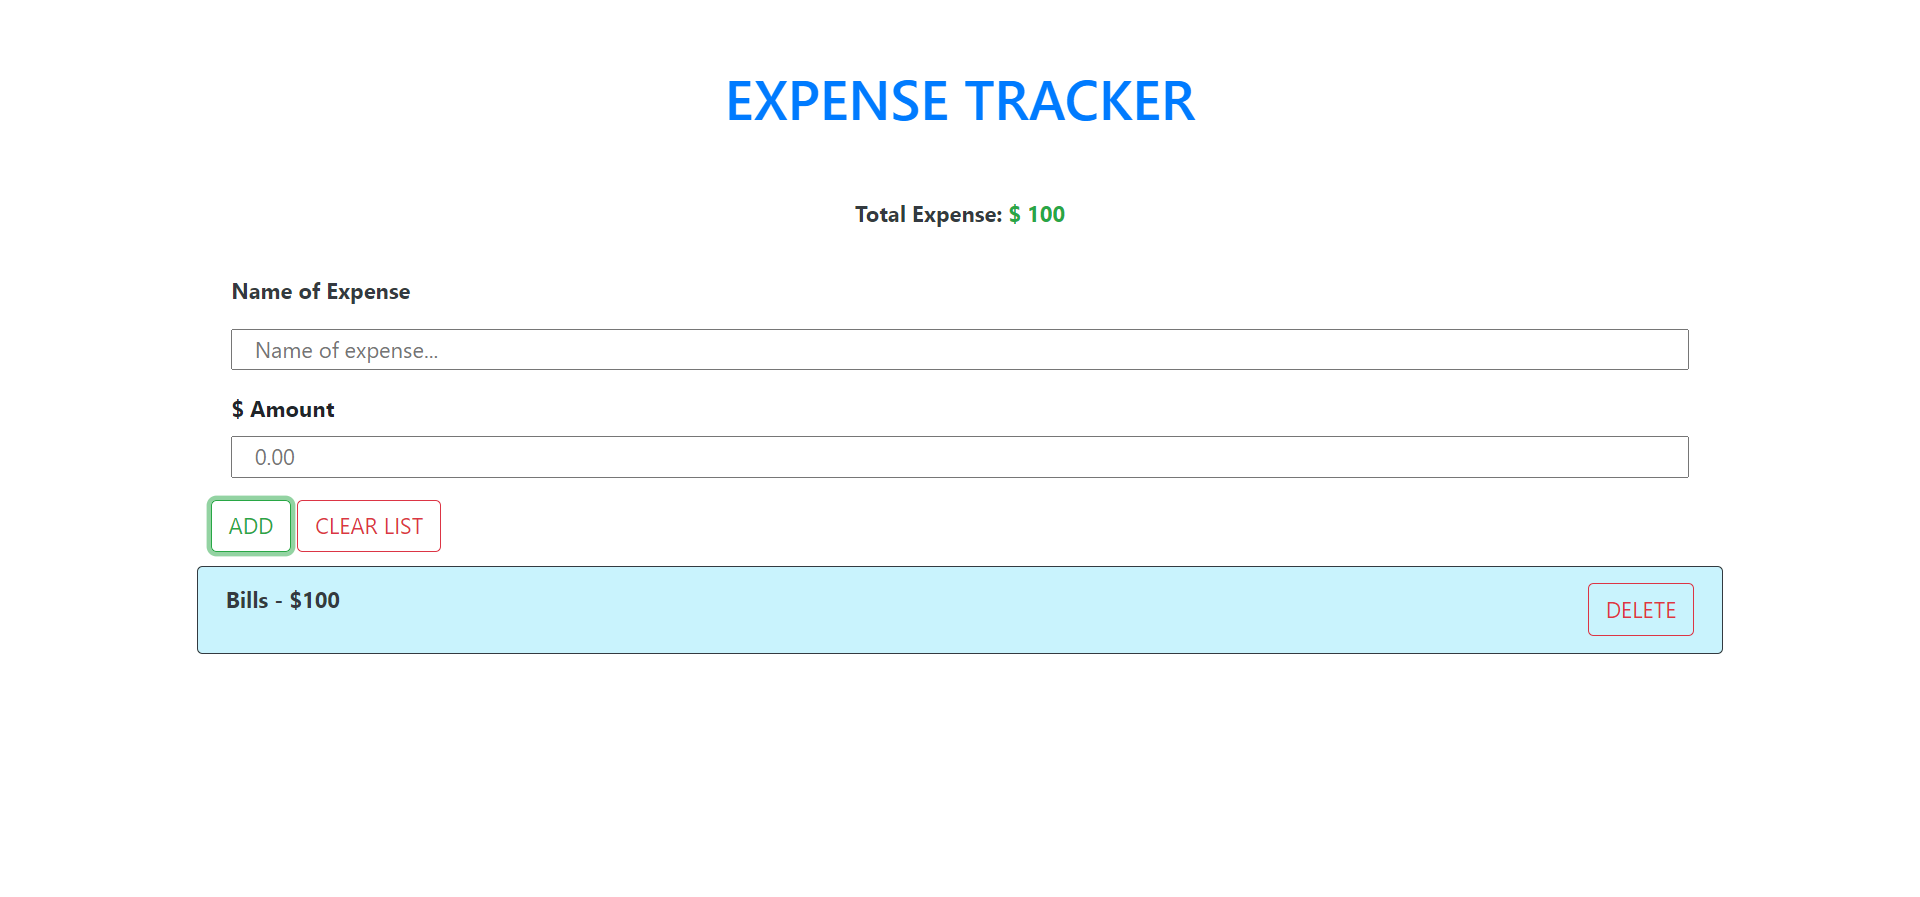 EXPENSE TRACKER
Total Expense: $ 100
Name of Expense
Name of expense...
$ Amount
0.00
ADD CLEAR LIST
Bills - $100 DELETE